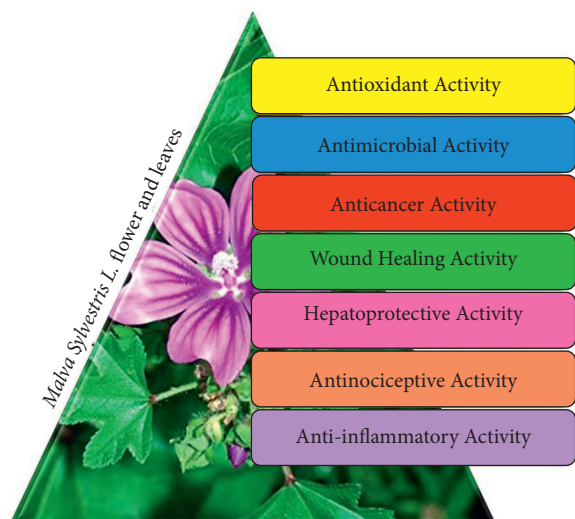 Malva Sylvestris L. flower and leaves
Antioxidant Activity
Antimicrobial Activity
Anticancer Activity
Wound Healing Activity
Hepatoprotective Activity
Antinociceptive Activity
Anti-inflammatory Activity